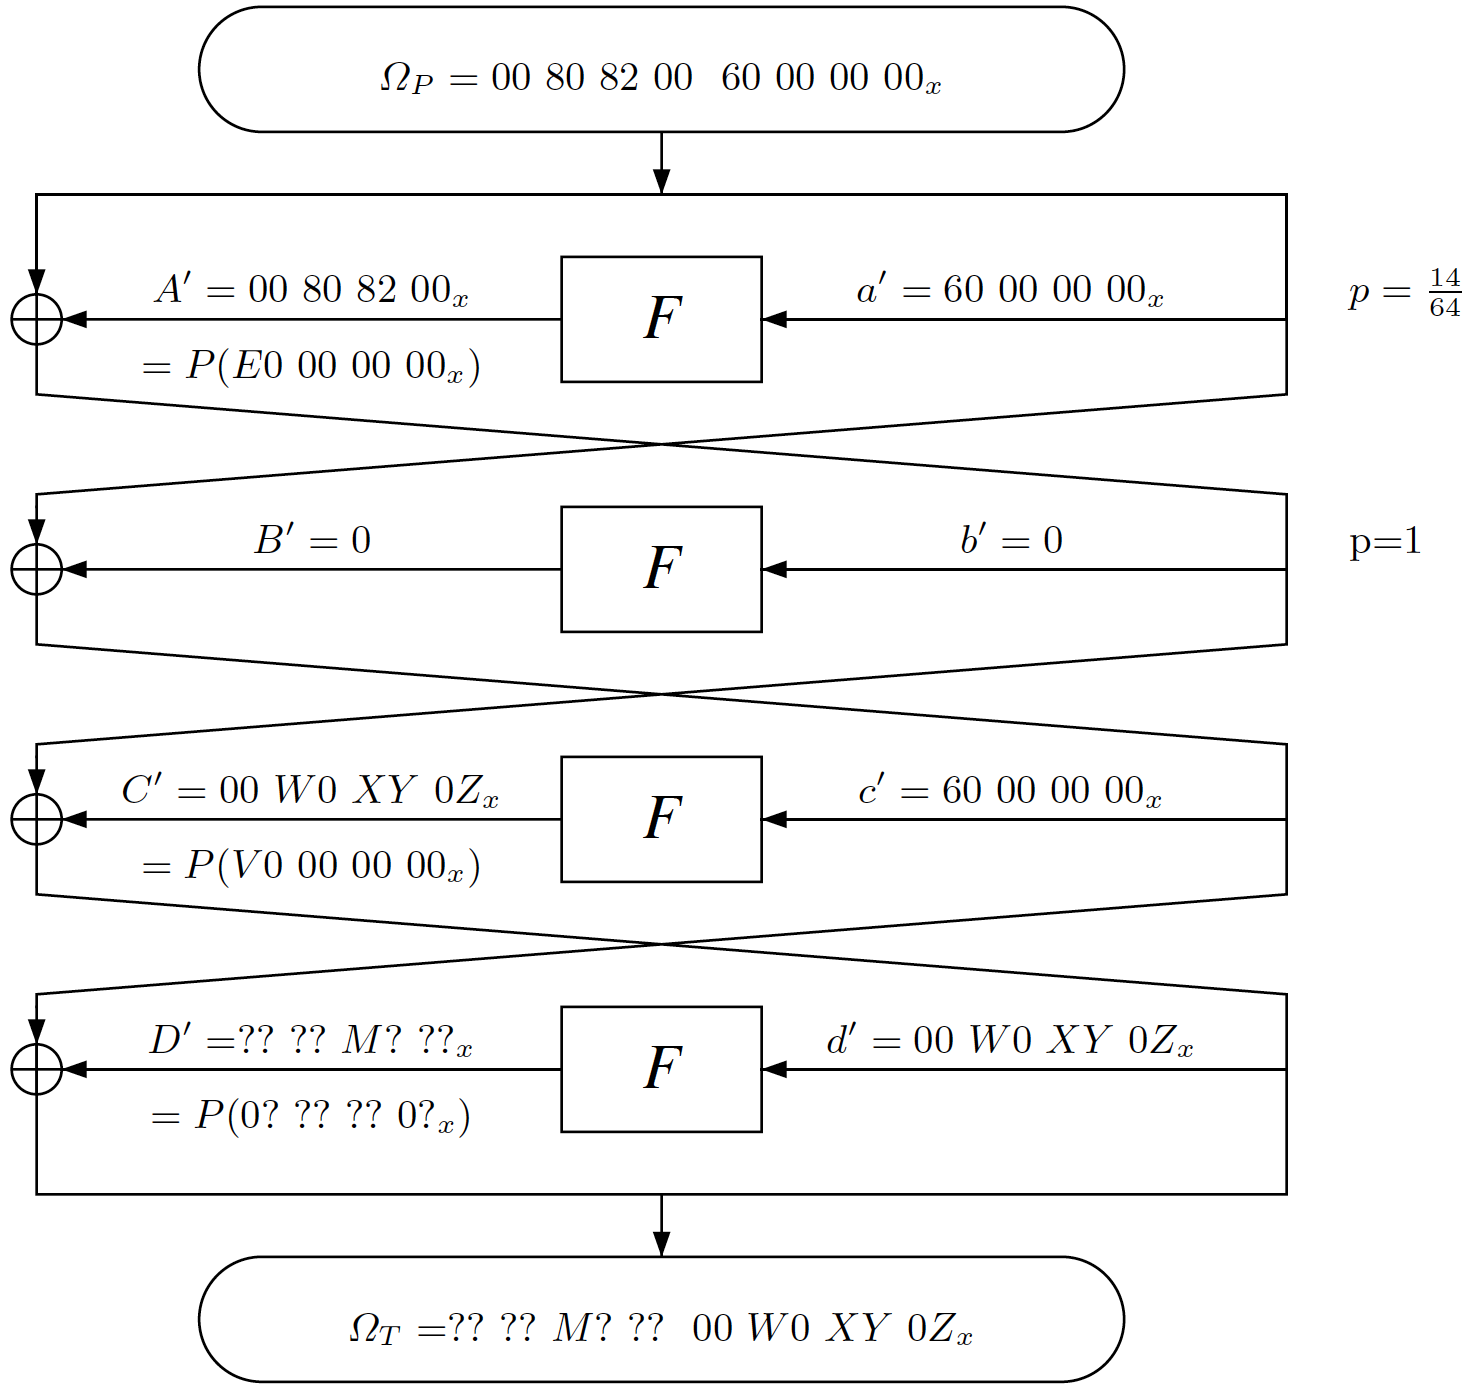 Ω_P = 00 80 82 00 60 00 00 00_x
A′ = 00 80 82 00_x F a′ = 60 00 00 00_x p = 14/64
= P(E0 00 00 00_x)
B′ = 0 F b′ = 0 p=1
C′ = 00 W0 XY 0Z_x F c′ = 60 00 00 00_x
= P(V0 00 00 00_x)
D′ =?? ?? M? ??_x F d′ = 00 W0 XY 0Z_x
= P(0? ?? ?? 0?_x)
Ω_T =?? ?? M? ?? 00 W0 XY 0Z_x